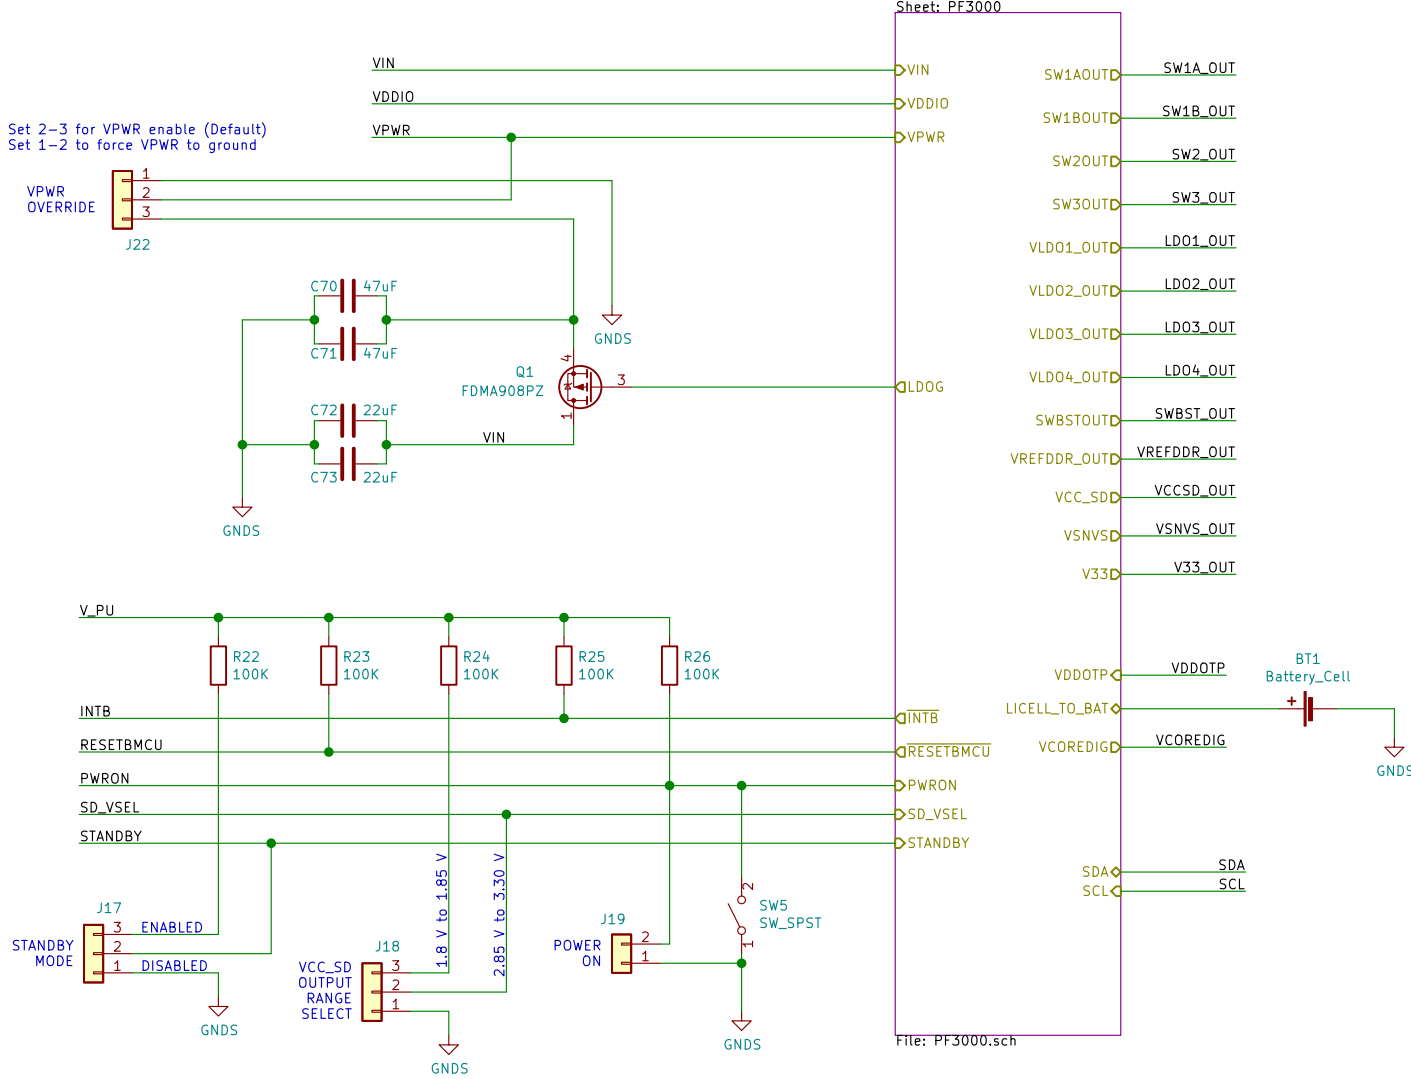 Sheet: PF3000
VIN
VIN
SW1AOUT
SW1A_OUT
VDDIO
VDDIO
SW1BOUT
SW1B_OUT
Set 2-3 for VPWR enable (Default)
Set 1-2 to force VPWR to ground
VPWR
VPWR
SW2OUT
SW2_OUT
VPWR
OVERRIDE
1
2
3
J22
SW3OUT
SW3_OUT
VLDO1_OUT
LDO1_OUT
VLDO2_OUT
LDO2_OUT
VLDO3_OUT
LDO3_OUT
VLDO4_OUT
LDO4_OUT
SWBSTOUT
SWBST_OUT
VREFDDR_OUT
VREFDDR_OUT
VCC_SD
VCCSD_OUT
VSNVS
VSNVS_OUT
V33
V33_OUT
C70 47uF
C71 47uF
GNDS
Q1
FDMA908PZ
4
3
1
LDOG
C72 22uF
C73 22uF
VIN
GNDS
V_PU
R22
100K
R23
100K
R24
100K
R25
100K
R26
100K
VDDOTP
VDDOTP
BT1
Battery_Cell
+
LICELL_TO_BAT
VCOREDIG
VCOREDIG
GNDS
INTB
INTB
RESETBMCU
RESETBMCU
PWRON
PWRON
SD_VSEL
SD_VSEL
STANDBY
STANDBY
SDA
SDA
SCL
SCL
1.8 V to 1.85 V
2.85 V to 3.30 V
J17
STANDBY
MODE
3
2
1
ENABLED
DISABLED
GNDS
J18
VCC_SD
OUTPUT
RANGE
SELECT
3
2
1
GNDS
J19
POWER
ON
2
1
2
SW5
SW_SPST
1
GNDS
File: PF3000.sch